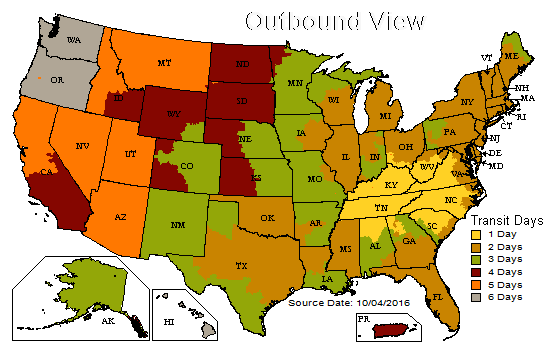 Outbound View
WA
VT
ME
MT
ND
OR
MN
NH
ID
WI
NY
MA
SD
WY
MI
RI
CT
IA
PA
NE
NJ
NV
OH
IL
IN
DE
UT
CO
WV
MD
CA
VA
KS
MO
KY
NC
TN
OK
AZ
NM
AR
SC
Transit Days
1 Day
MS
AL
GA
2 Days
TX
3 Days
LA
4 Days
5 Days
FL
6 Days
Source Date: 10/04/2016
AK
HI
PR